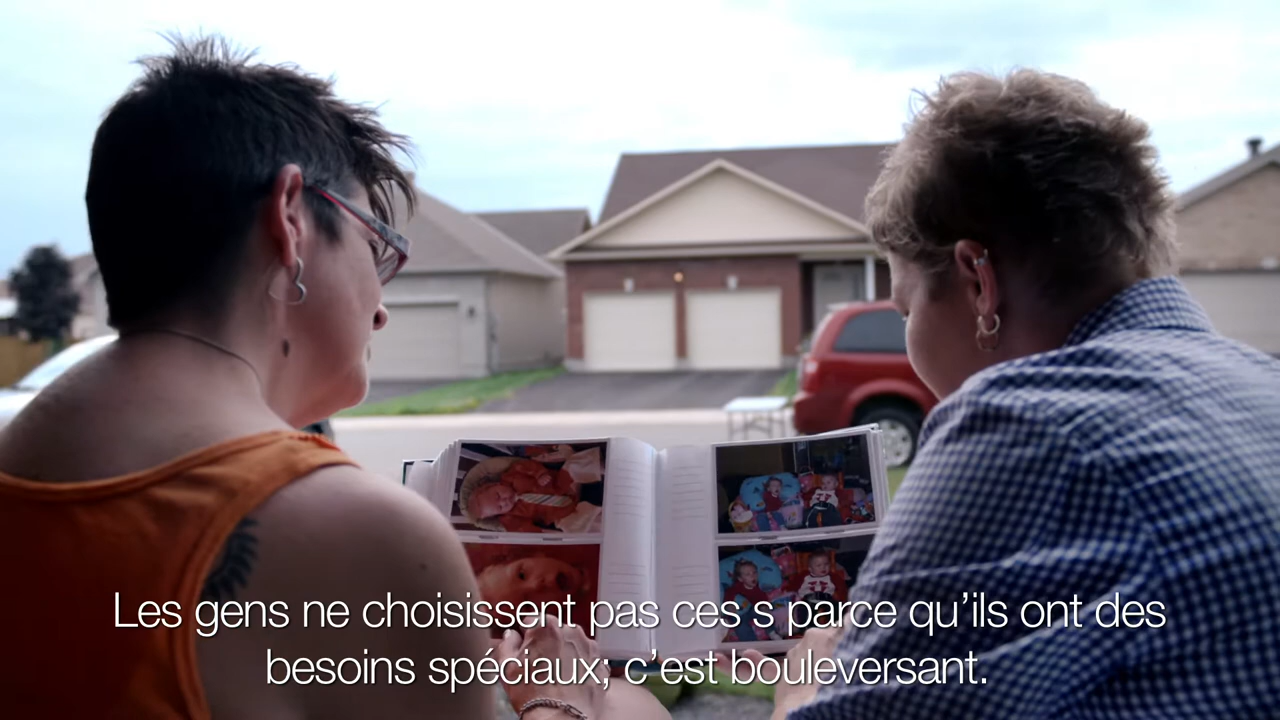 Les gens ne choisissent pas ces s parce qu’ils ont des
besoins spéciaux; c’est bouleversant.